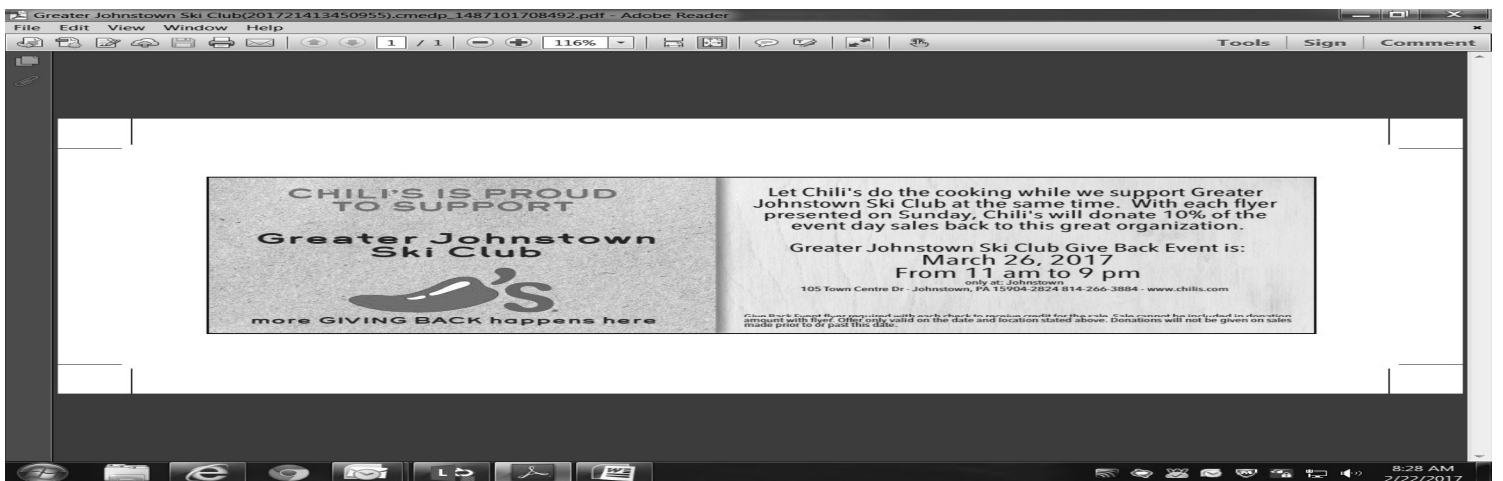 Greater Johnstown Ski Club(201721413450955).cmedp_1487101708492.pdf - Adobe Reader
File Edit View Window Help
1 / 1 116% Tools Sign Comment
CHILI'S IS PROUD
TO SUPPORT
Greater Johnstown
Ski Club
'S
more GIVING BACK happens here
Let Chili's do the cooking while we support Greater
Johnstown Ski Club at the same time. With each flyer
presented on Sunday, Chili's will donate 10% of the
event day sales back to this great organization.
Greater Johnstown Ski Club Give Back Event is:
March 26, 2017
From 11 am to 9 pm
only at: Johnstown
105 Town Centre Dr - Johnstown, PA 15904-2824 814-266-3884 - www.chilis.com
Give Back Event flyer required with each check to receive credit for the sale. Sale cannot be included in donation
amount with flyer. Offer only valid on the date and location stated above. Donations will not be given on sales
made prior to or past this date.
8:28 AM
2/22/2017